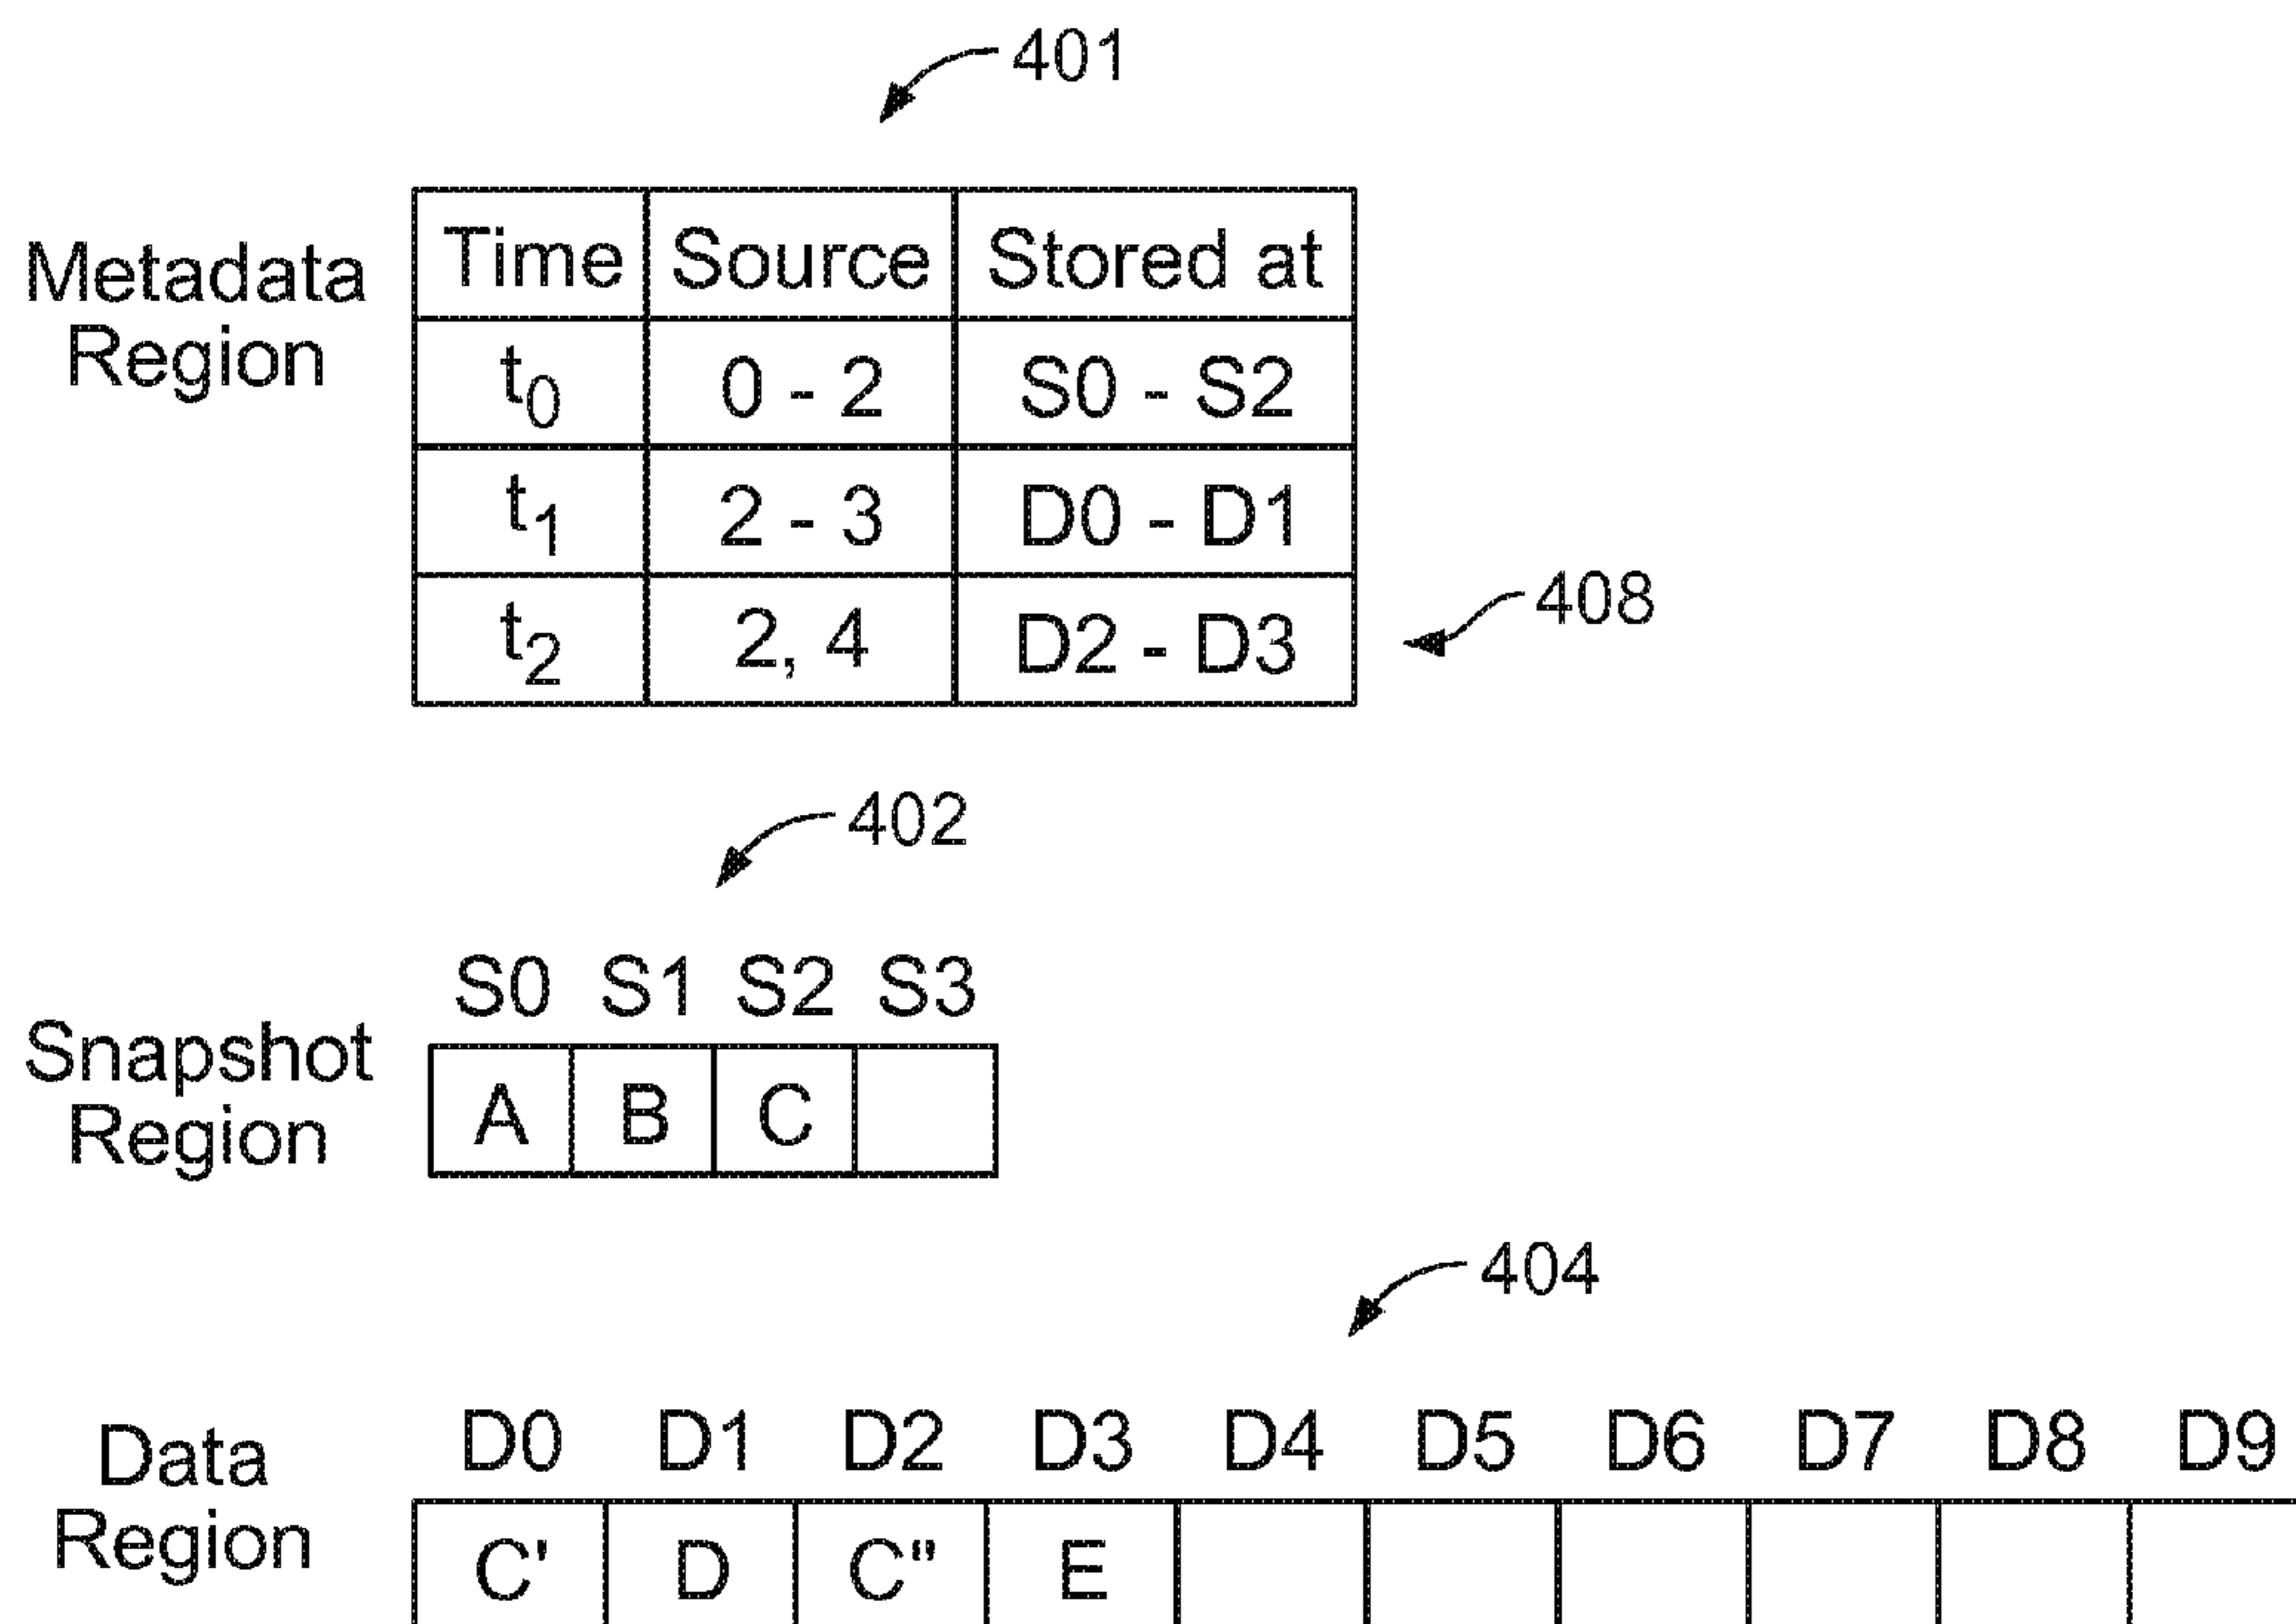 401
Metadata
Region
Time Source Stored at
t₀ 0 - 2 S0 - S2
t₁ 2 - 3 D0 - D1
t₂ 2, 4 D2 - D3
408
402
S0 S1 S2 S3
Snapshot
Region
A B C
404
Data
Region
D0 D1 D2 D3 D4 D5 D6 D7 D8 D9
C' D C" E